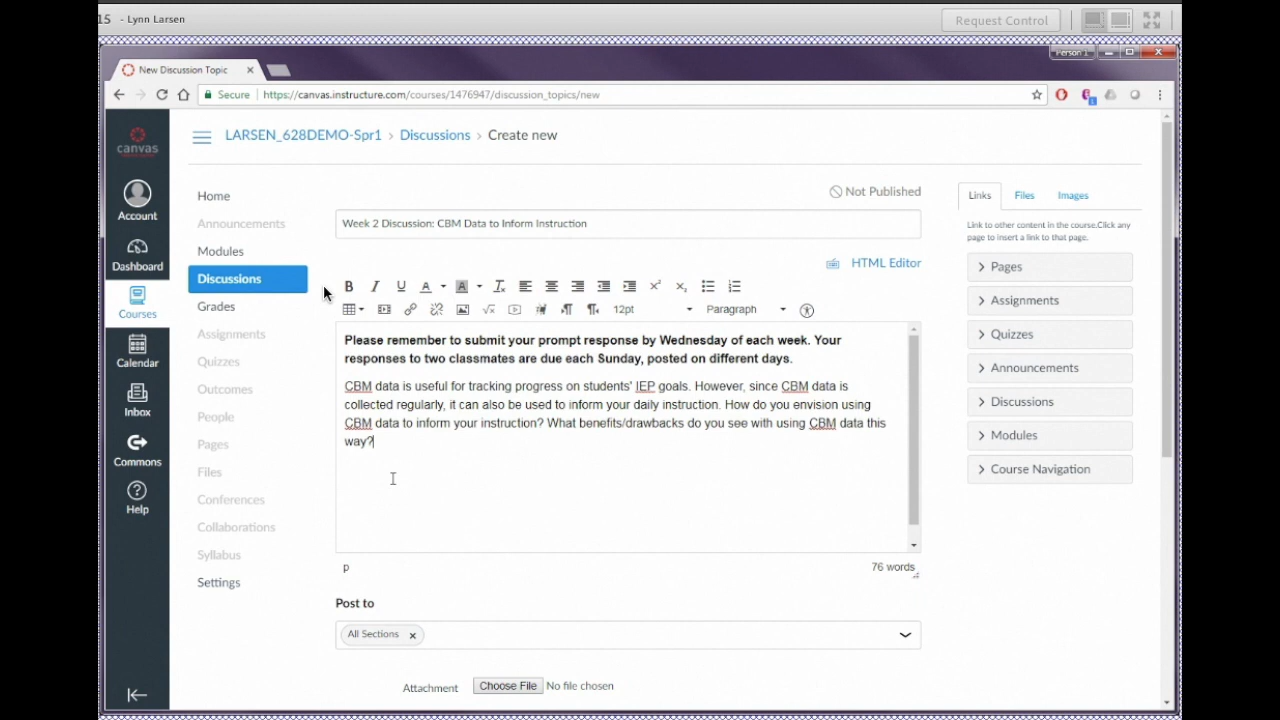 15 - Lynn Larsen
Request Control
Person 1
New Discussion Topic
Secure
https://canvas.instructure.com/courses/1476947/discussion_topics/new
canvas
LARSEN_628DEMO-Spr1 › Discussions › Create new
Account
Dashboard
Courses
Calendar
Inbox
Commons
Help
Home
Announcements
Modules
Discussions
Grades
Assignments
Quizzes
Outcomes
People
Pages
Files
Conferences
Collaborations
Syllabus
Settings
Not Published
Week 2 Discussion: CBM Data to Inform Instruction
HTML Editor
12pt
Paragraph
Please remember to submit your prompt response by Wednesday of each week. Your
responses to two classmates are due each Sunday, posted on different days.
CBM data is useful for tracking progress on students' IEP goals. However, since CBM data is
collected regularly, it can also be used to inform your daily instruction. How do you envision using
CBM data to inform your instruction? What benefits/drawbacks do you see with using CBM data this
way?
p
76 words
Post to
All Sections
Attachment
Choose File No file chosen
Links
Files
Images
Link to other content in the course.Click any
page to insert a link to that page.
Pages
Assignments
Quizzes
Announcements
Discussions
Modules
Course Navigation